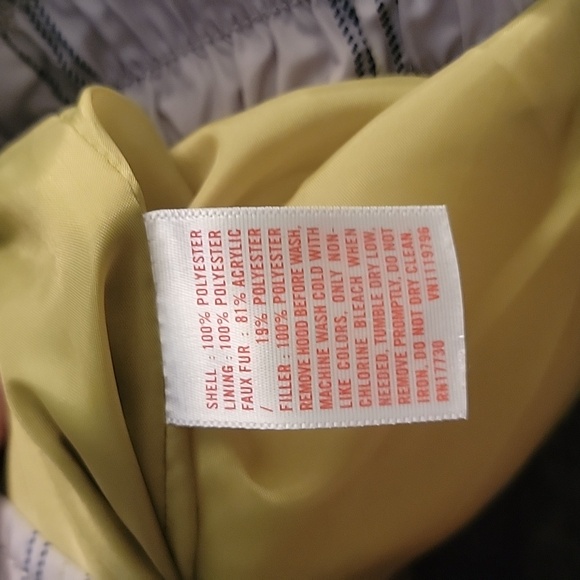 SHELL : 100% POLYESTER
LINING : 100% POLYESTER
FAUX FUR : 81% ACRYLIC
/ 19% POLYESTER
FILLER : 100% POLYESTER
REMOVE HOOD BEFORE WASH.
MACHINE WASH COLD WITH
LIKE COLORS, ONLY NON-
CHLORINE BLEACH WHEN
NEEDED, TUMBLE DRY LOW,
REMOVE PROMPTLY, DO NOT
IRON, DO NOT DRY CLEAN.
RN17730 VN1119796